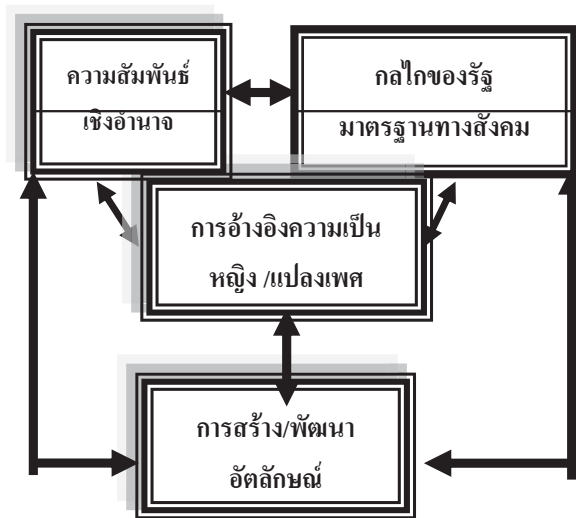 ความสัมพันธ์
เชิงอำนาจ
กลไกของรัฐ
มาตรฐานทางสังคม
การอ้างอิงความเป็น
หญิง /แปลงเพศ
การสร้าง/พัฒนา
อัตลักษณ์